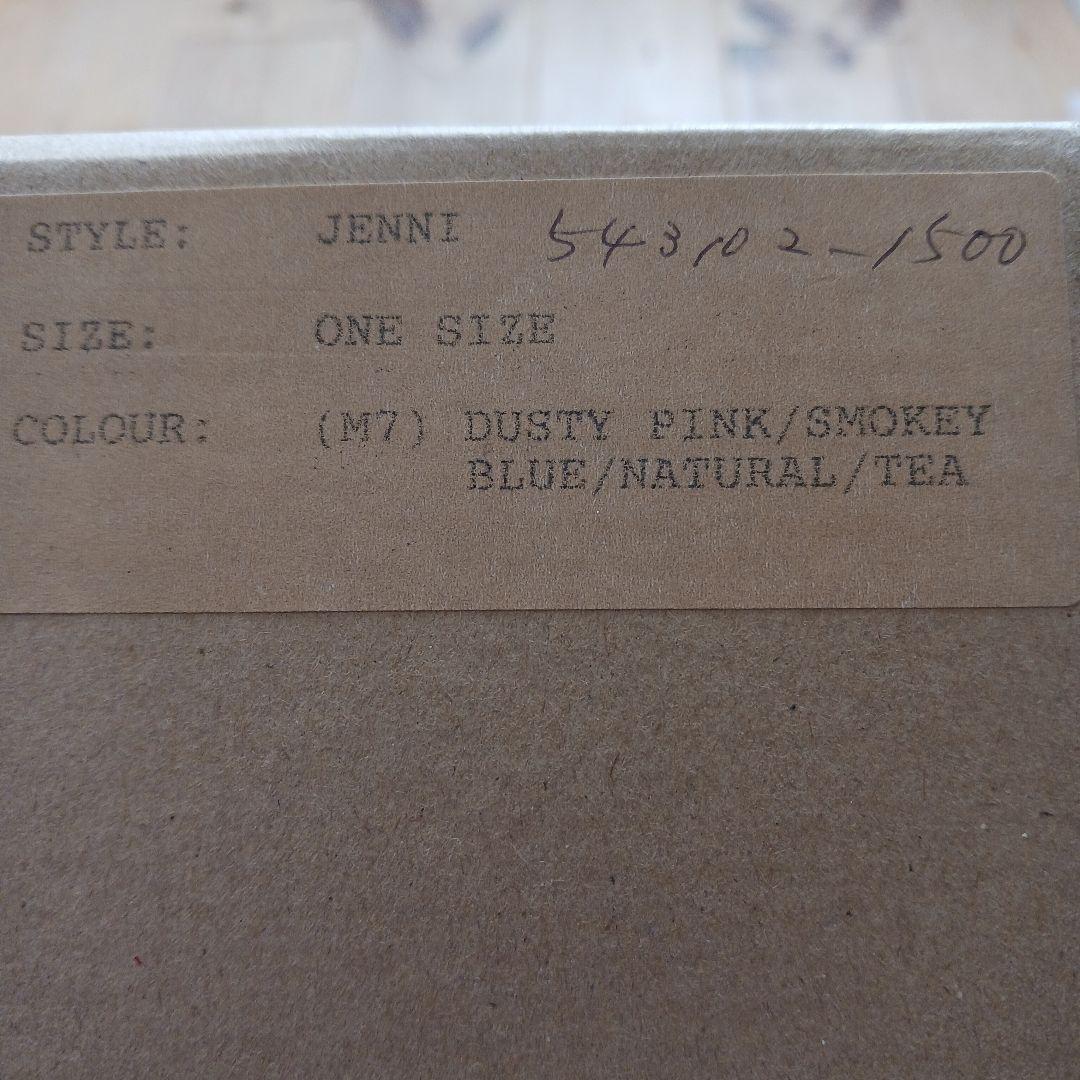 STYLE: JENNI 543102-1500
SIZE: ONE SIZE
COLOUR: (M7) DUSTY PINK/SMOKEY
BLUE/NATURAL/TEA